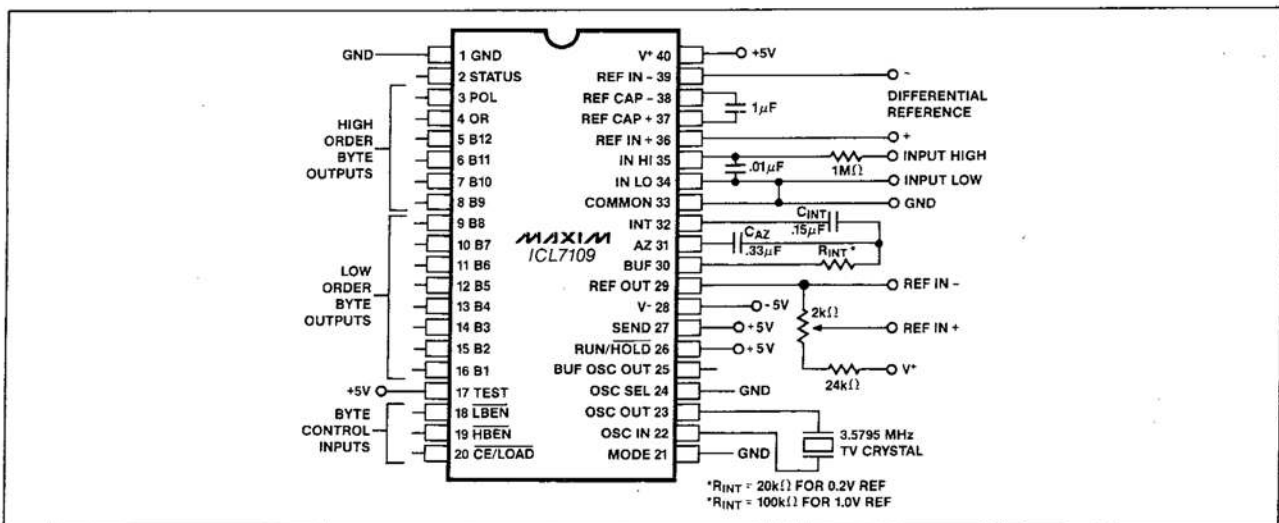 GND
1 GND
2 STATUS
3 POL
4 OR
5 B12
6 B11
7 B10
8 B9
9 B8
10 B7
11 B6
12 B5
13 B4
14 B3
15 B2
16 B1
17 TEST
18 LBEN
19 HBEN
20 CE/LOAD
HIGH
ORDER
BYTE
OUTPUTS
LOW
ORDER
BYTE
OUTPUTS
+5V
BYTE
CONTROL
INPUTS
MAXIM
ICL7109
V+ 40
REF IN - 39
REF CAP - 38
REF CAP + 37
REF IN + 36
IN HI 35
IN LO 34
COMMON 33
INT 32
AZ 31
BUF 30
REF OUT 29
V- 28
SEND 27
RUN/HOLD 26
BUF OSC OUT 25
OSC SEL 24
OSC OUT 23
OSC IN 22
MODE 21
+5V
-
DIFFERENTIAL
REFERENCE
1µF
+
INPUT HIGH
.01µF
1MΩ
INPUT LOW
GND
CINT
.15µF
CAZ
.33µF
RINT*
REF IN -
-5V
2kΩ
+5V
REF IN +
+5V
V+
24kΩ
GND
3.5795 MHz
TV CRYSTAL
GND
*RINT = 20kΩ FOR 0.2V REF
*RINT = 100kΩ FOR 1.0V REF